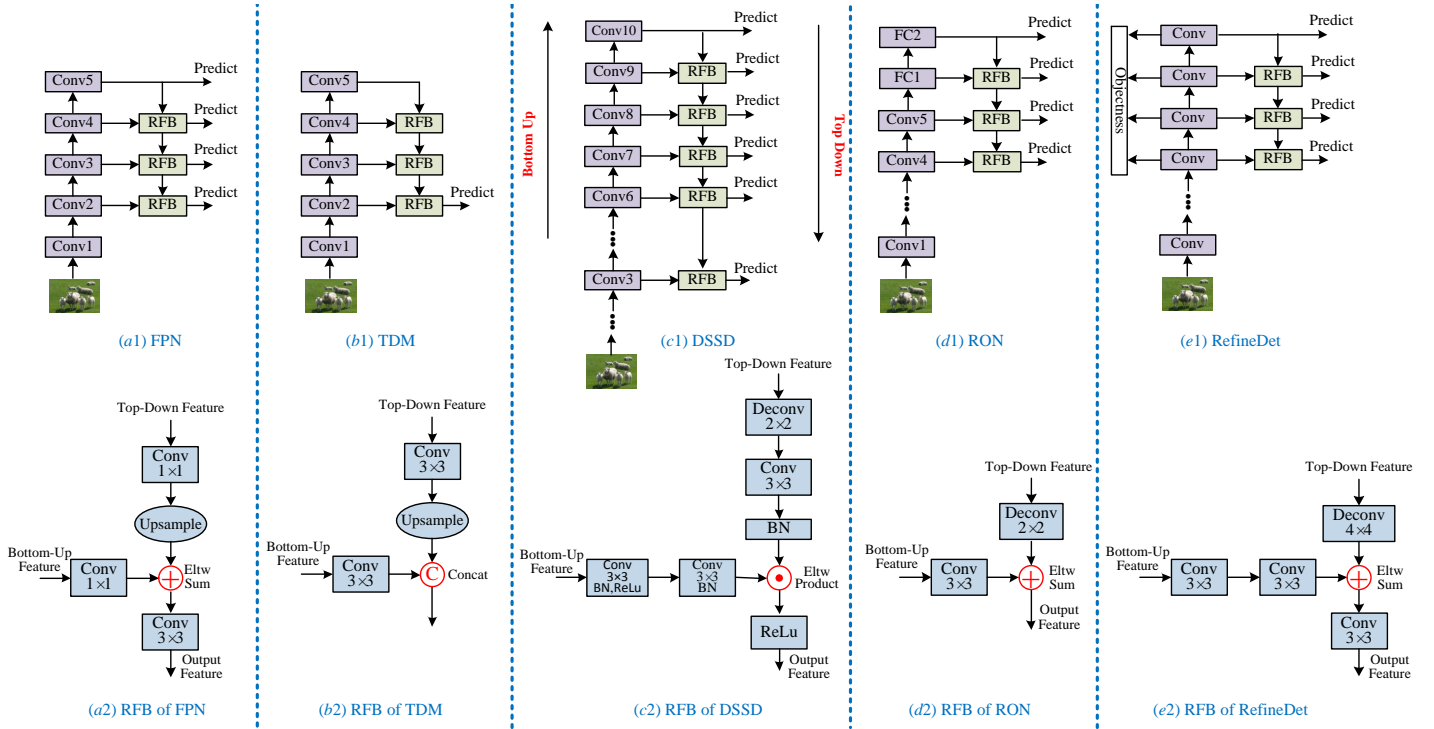 Predict
Conv5
Predict
Conv4
RFB
Predict
Conv3
RFB
Predict
Conv2
RFB
Conv1
(a1) FPN
Conv5
Conv4
RFB
Conv3
RFB
Predict
Conv2
RFB
Conv1
(b1) TDM
Bottom Up
Predict
Conv10
Predict
Conv9
RFB
Predict
Conv8
RFB
Predict
Conv7
RFB
Predict
Conv6
RFB
Predict
Conv3
RFB
Top Down
(c1) DSSD
Predict
FC2
Predict
FC1
RFB
Predict
Conv5
RFB
Predict
Conv4
RFB
Conv1
(d1) RON
Objectness
Predict
Conv
Predict
Conv
RFB
Predict
Conv
RFB
Predict
Conv
RFB
Conv
(e1) RefineDet
Top-Down Feature
Conv
1×1
Upsample
Bottom-Up
Feature
Conv
1×1
Eltw
Sum
Conv
3×3
Output
Feature
(a2) RFB of FPN
Top-Down Feature
Conv
3×3
Upsample
Bottom-Up
Feature
Conv
3×3
C
Concat
(b2) RFB of TDM
Top-Down Feature
Deconv
2×2
Conv
3×3
BN
Bottom-Up
Feature
Conv
3×3
BN,ReLu
Conv
3×3
BN
Eltw
Product
ReLu
Output
Feature
(c2) RFB of DSSD
Top-Down Feature
Deconv
2×2
Bottom-Up
Feature
Conv
3×3
Eltw
Sum
Output
Feature
(d2) RFB of RON
Top-Down Feature
Deconv
4×4
Bottom-Up
Feature
Conv
3×3
Conv
3×3
Eltw
Sum
Conv
3×3
Output
Feature
(e2) RFB of RefineDet